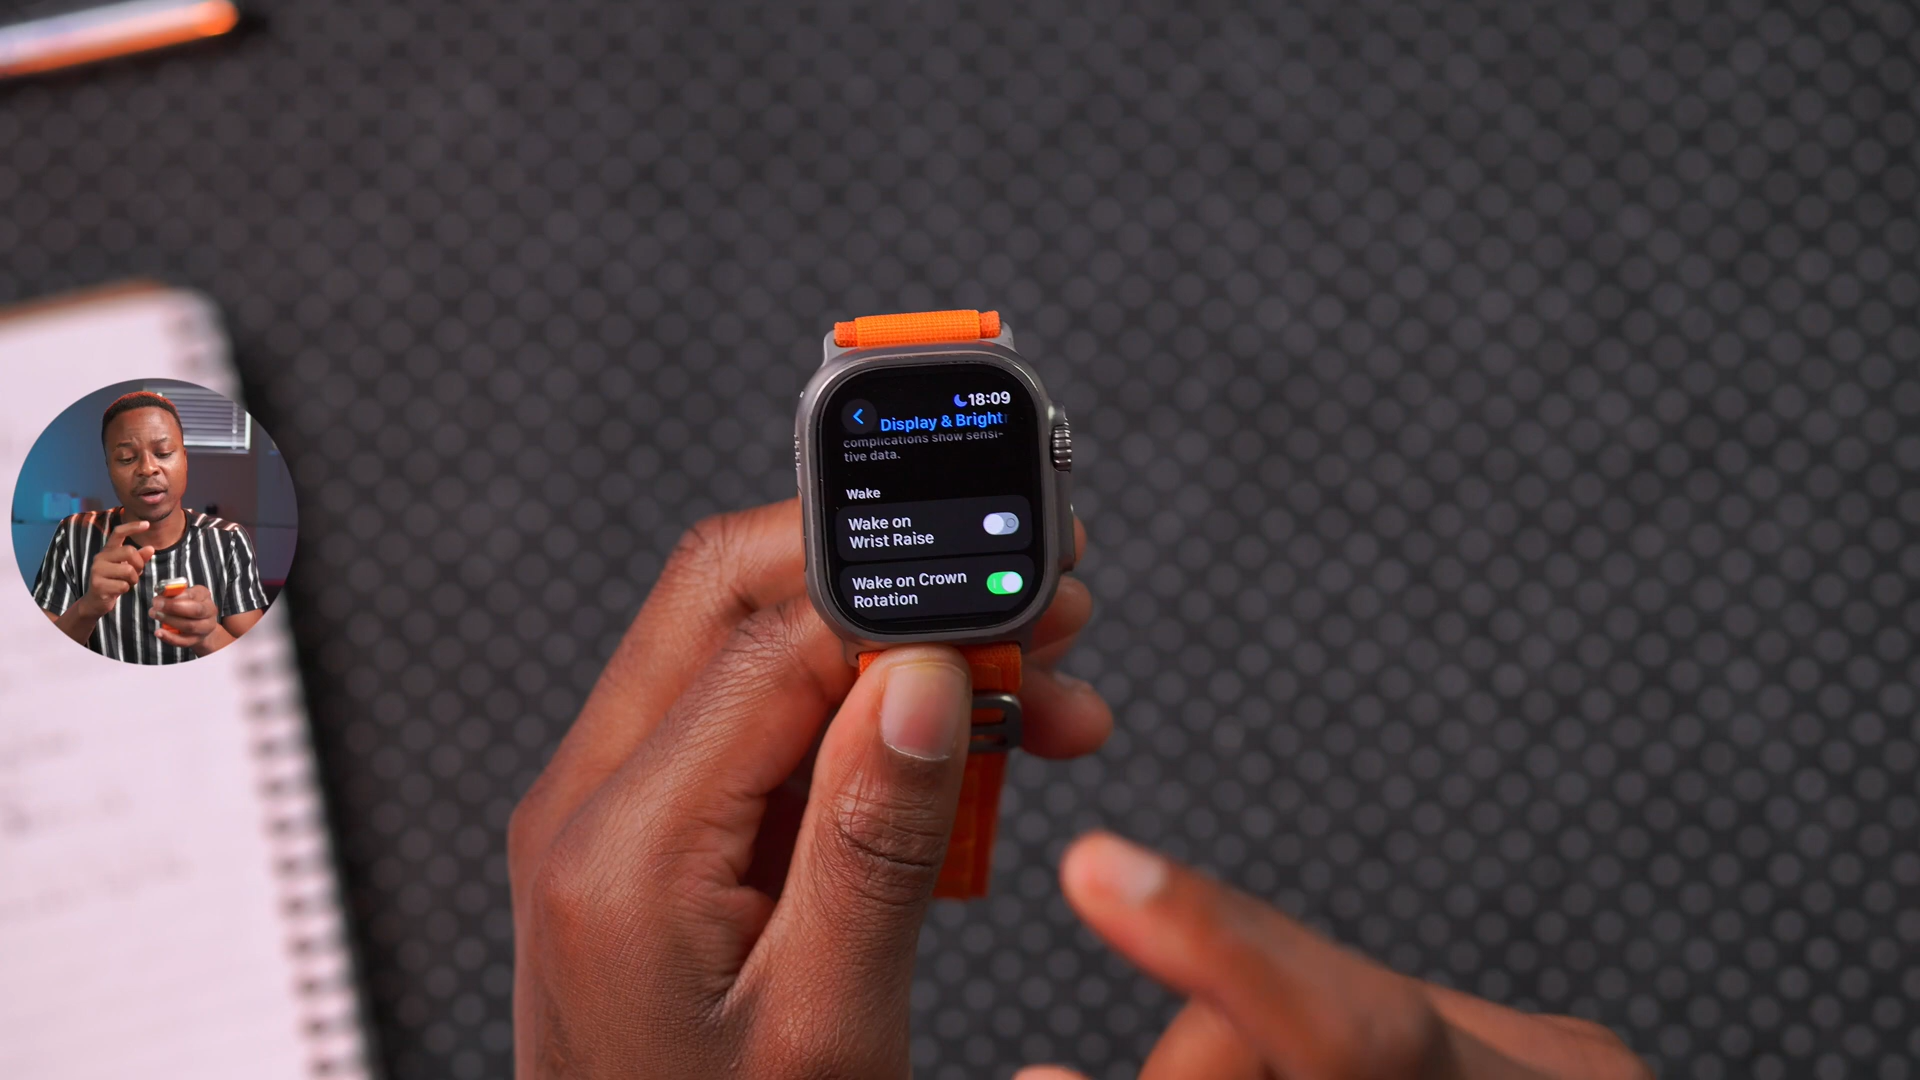 18:09
Display & Bright
complications show sensi-
tive data.
Wake
Wake on
Wrist Raise
Wake on Crown
Rotation